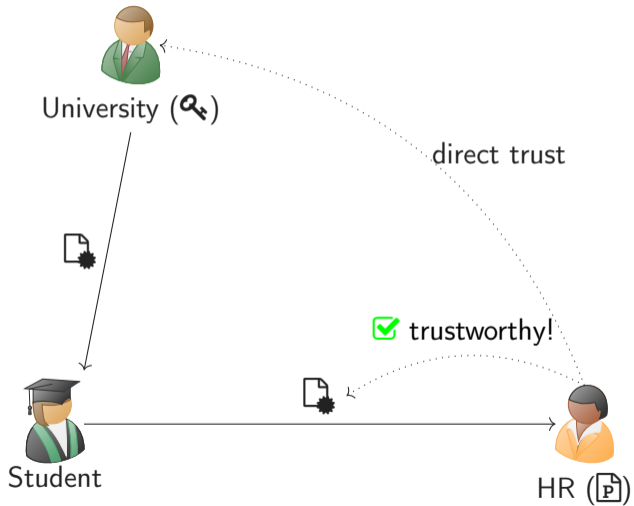 University ()
direct trust
trustworthy!
Student
HR (P)